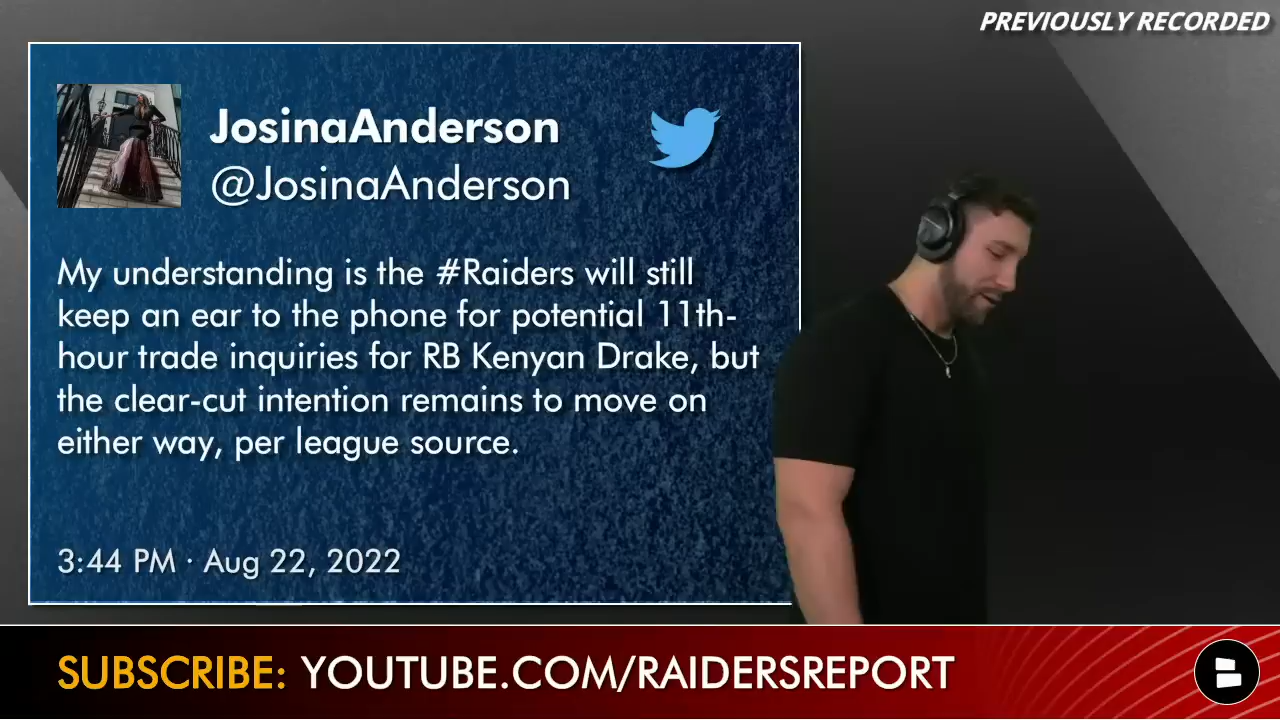 PREVIOUSLY RECORDED
JosinaAnderson
@JosinaAnderson
My understanding is the #Raiders will still
keep an ear to the phone for potential 11th-
hour trade inquiries for RB Kenyan Drake, but
the clear-cut intention remains to move on
either way, per league source.
3:44 PM · Aug 22, 2022
SUBSCRIBE: YOUTUBE.COM/RAIDERSREPORT